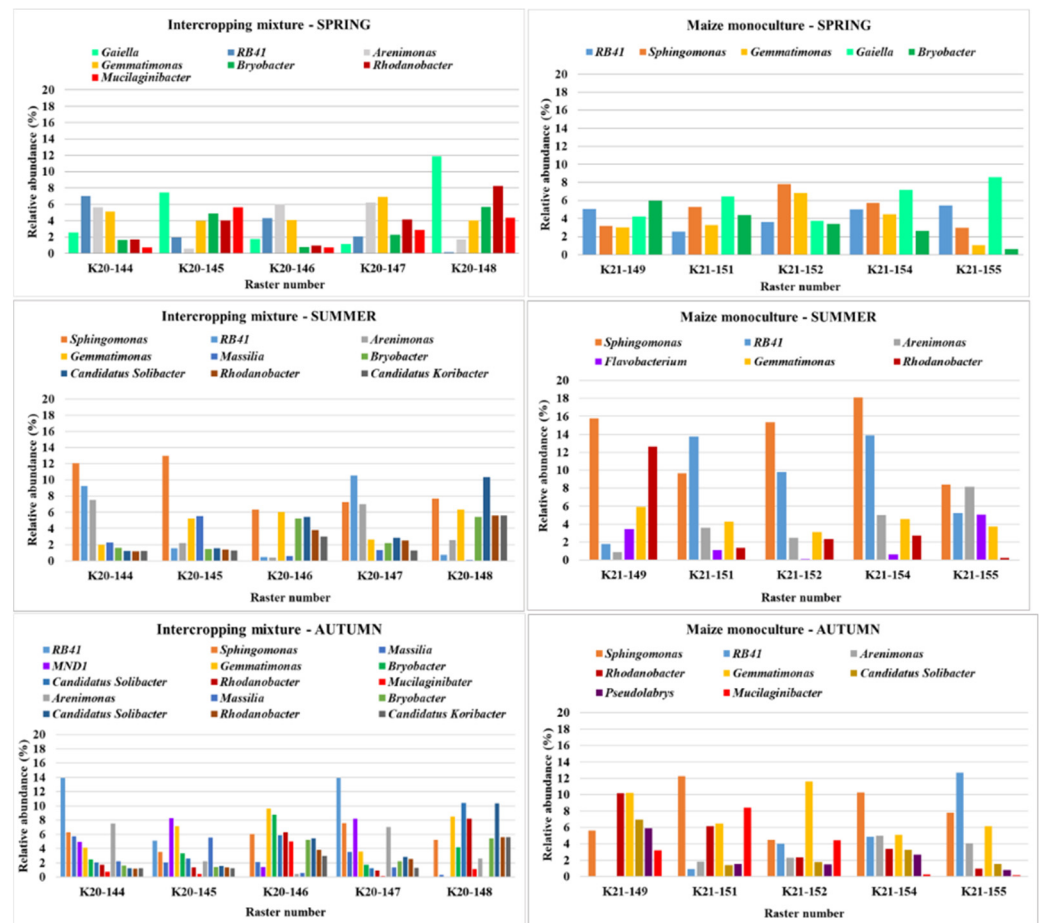 Intercropping mixture - SPRING
Gaiella RB41 Arenimonas
Gemmatimonas Bryobacter Rhodanobacter
Mucilaginibacter
20
18
16
14
12
10
8
6
4
2
0
Relative abundance (%)
K20-144 K20-145 K20-146 K20-147 K20-148
Raster number
Maize monoculture - SPRING
RB41 Sphingomonas Gemmatimonas Gaiella Bryobacter
20
18
16
14
12
10
8
6
4
2
0
Relative abundance (%)
K21-149 K21-151 K21-152 K21-154 K21-155
Raster number
Intercropping mixture - SUMMER
Sphingomonas RB41 Arenimonas
Gemmatimonas Massilia Bryobacter
Candidatus Solibacter Rhodanobacter Candidatus Koribacter
20
18
16
14
12
10
8
6
4
2
0
Relative abundance (%)
K20-144 K20-145 K20-146 K20-147 K20-148
Raster number
Maize monoculture - SUMMER
Sphingomonas RB41 Arenimonas
Flavobacterium Gemmatimonas Rhodanobacter
20
18
16
14
12
10
8
6
4
2
0
Relative abundance (%)
K21-149 K21-151 K21-152 K21-154 K21-155
Raster number
Intercropping mixture - AUTUMN
RB41 Sphingomonas Massilia
MND1 Gemmatimonas Bryobacter
Candidatus Solibacter Rhodanobacter Mucilaginibater
Arenimonas Massilia Bryobacter
Candidatus Solibacter Rhodanobacter Candidatus Koribacter
20
18
16
14
12
10
8
6
4
2
0
Relative abundance (%)
K20-144 K20-145 K20-146 K20-147 K20-148
Raster number
Maize monoculture - AUTUMN
Sphingomonas RB41 Arenimonas
Rhodanobacter Gemmatimonas Candidatus Solibacter
Pseudolabrys Mucilaginibacter
20
18
16
14
12
10
8
6
4
2
0
Relative abundance (%)
K21-149 K21-151 K21-152 K21-154 K21-155
Raster number